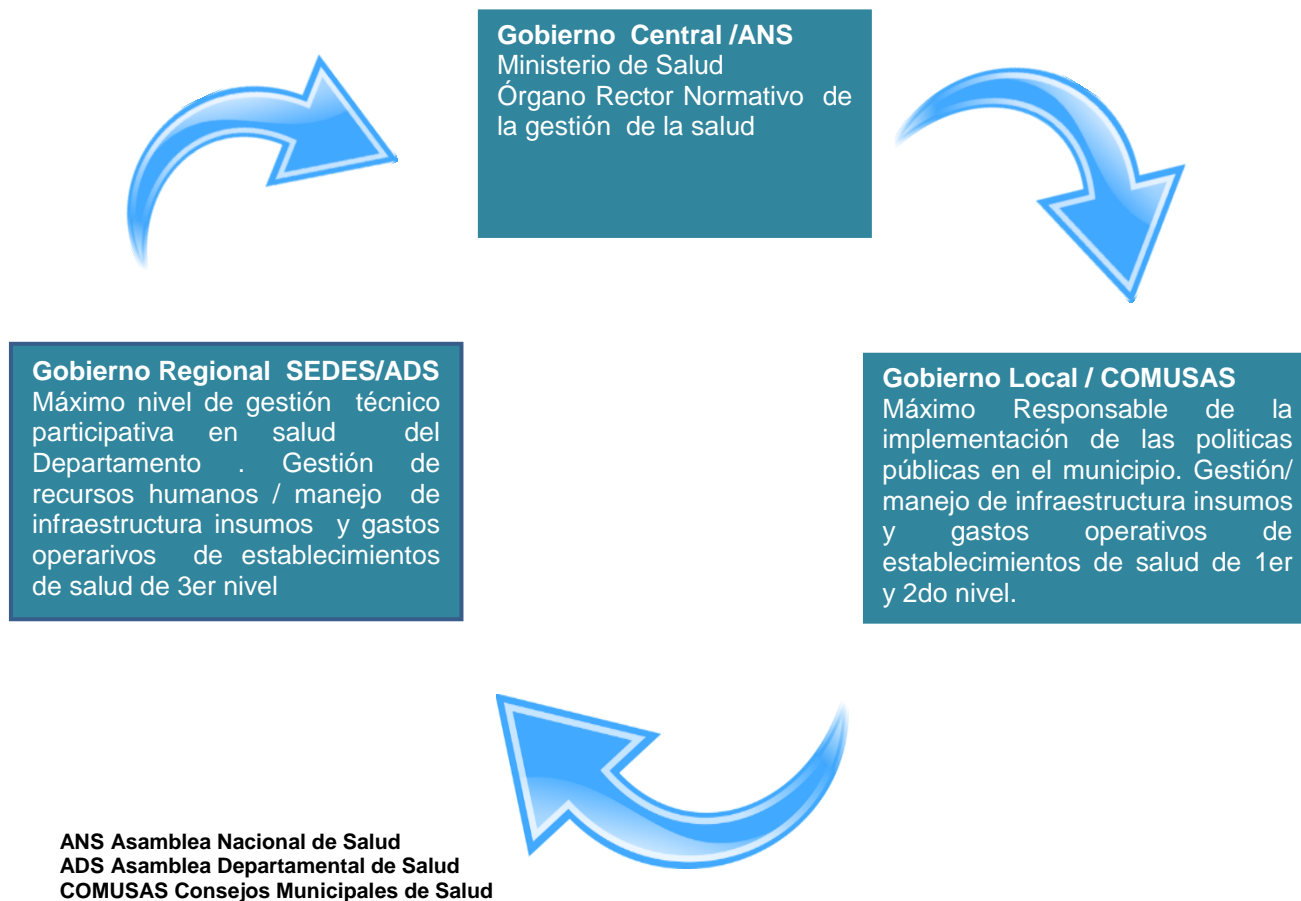 Gobierno Central /ANS
Ministerio de Salud
Órgano Rector Normativo de
la gestión de la salud
Gobierno Regional SEDES/ADS
Máximo nivel de gestión técnico
participativa en salud del
Departamento . Gestión de
recursos humanos / manejo de
infraestructura insumos y gastos
operarivos de establecimientos
de salud de 3er nivel
Gobierno Local / COMUSAS
Máximo Responsable de la
implementación de las politicas
públicas en el municipio. Gestión/
manejo de infraestructura insumos
y gastos operativos de
establecimientos de salud de 1er
y 2do nivel.
ANS Asamblea Nacional de Salud
ADS Asamblea Departamental de Salud
COMUSAS Consejos Municipales de Salud